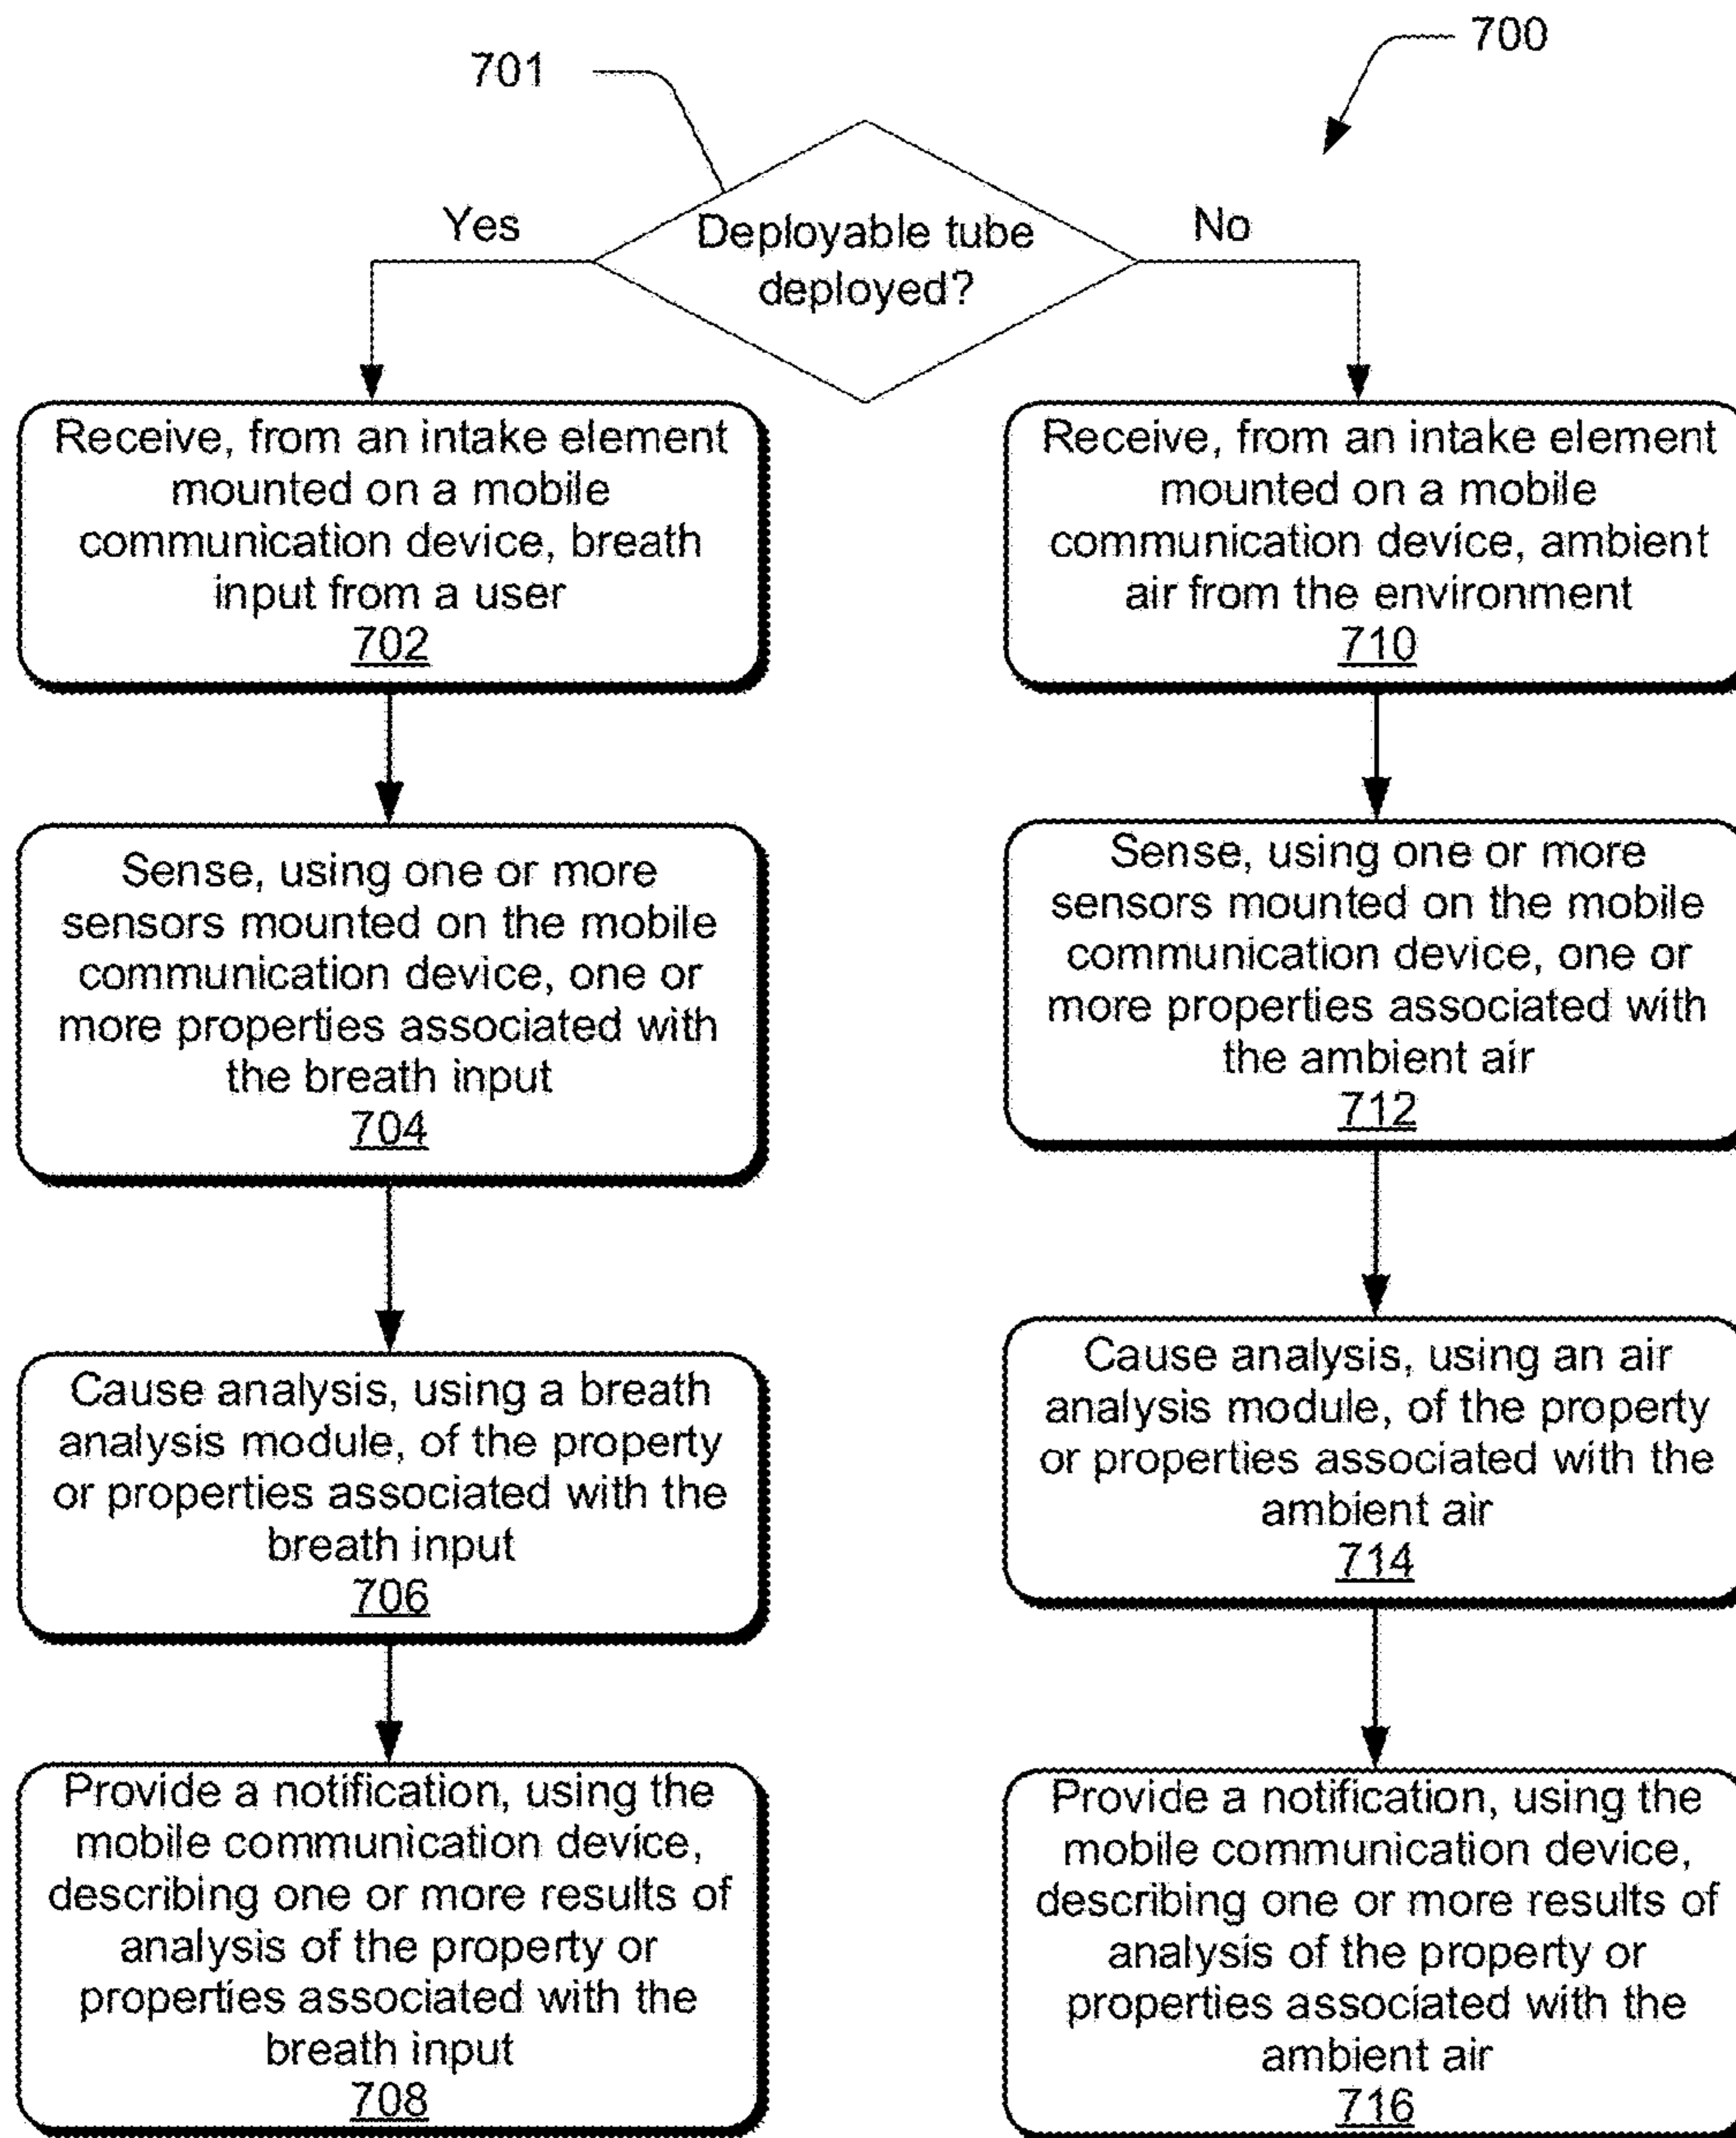 700
701
Yes
No
Deployable tube
deployed?
Receive, from an intake element
mounted on a mobile
communication device, breath
input from a user
702
Receive, from an intake element
mounted on a mobile
communication device, ambient
air from the environment
710
Sense, using one or more
sensors mounted on the mobile
communication device, one or
more properties associated with
the breath input
704
Sense, using one or more
sensors mounted on the mobile
communication device, one or
more properties associated with
the ambient air
712
Cause analysis, using a breath
analysis module, of the property
or properties associated with the
breath input
706
Cause analysis, using an air
analysis module, of the property
or properties associated with the
ambient air
714
Provide a notification, using the
mobile communication device,
describing one or more results of
analysis of the property or
properties associated with the
breath input
708
Provide a notification, using the
mobile communication device,
describing one or more results of
analysis of the property or
properties associated with the
ambient air
716